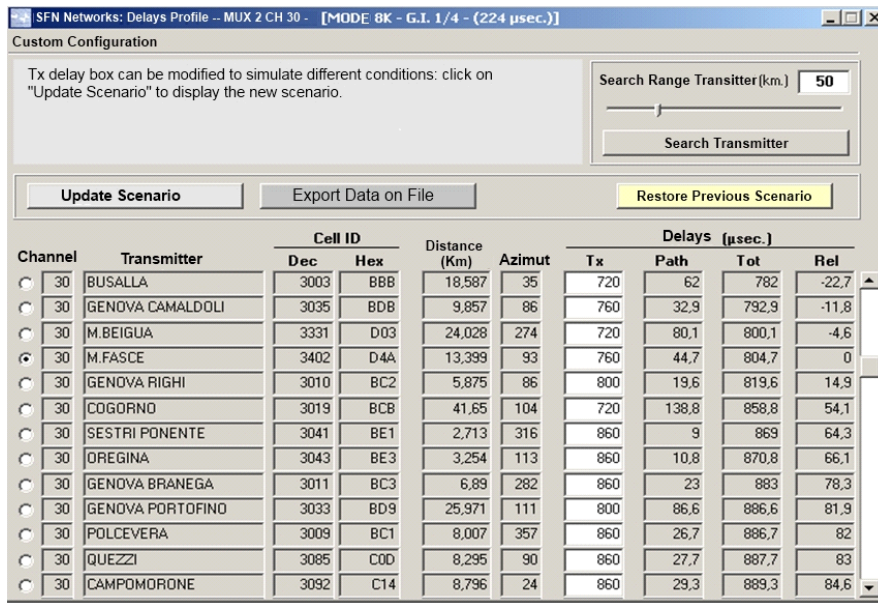 SFN Networks: Delays Profile -- MUX 2 CH 30 - [MODE 8K - G.I. 1/4 - (224 µsec.)]
Custom Configuration
Tx delay box can be modified to simulate different conditions: click on
"Update Scenario" to display the new scenario.
Search Range Transitter (km.) 50
Search Transmitter
Update Scenario Export Data on File Restore Previous Scenario
Cell ID Delays (µsec.)
Channel Transmitter Dec Hex Distance (Km) Azimut Tx Path Tot Rel
30 BUSALLA 3003 BBB 18,587 35 720 62 782 -22,7
30 GENOVA CAMALDOLI 3035 BDB 9,857 86 760 32,9 792,9 -11,8
30 M.BEIGUA 3331 D03 24,028 274 720 80,1 800,1 -4,6
30 M.FASCE 3402 D4A 13,399 93 760 44,7 804,7 0
30 GENOVA RIGHI 3010 BC2 5,875 86 800 19,6 819,6 14,9
30 COGORNO 3019 BCB 41,65 104 720 138,8 858,8 54,1
30 SESTRI PONENTE 3041 BE1 2,713 316 860 9 869 64,3
30 OREGINA 3043 BE3 3,254 113 860 10,8 870,8 66,1
30 GENOVA BRANEGA 3011 BC3 6,89 282 860 23 883 78,3
30 GENOVA PORTOFINO 3033 BD9 25,971 111 800 86,6 886,6 81,9
30 POLCEVERA 3009 BC1 8,007 357 860 26,7 886,7 82
30 QUEZZI 3085 C0D 8,295 90 860 27,7 887,7 83
30 CAMPOMORONE 3092 C14 8,796 24 860 29,3 889,3 84,6